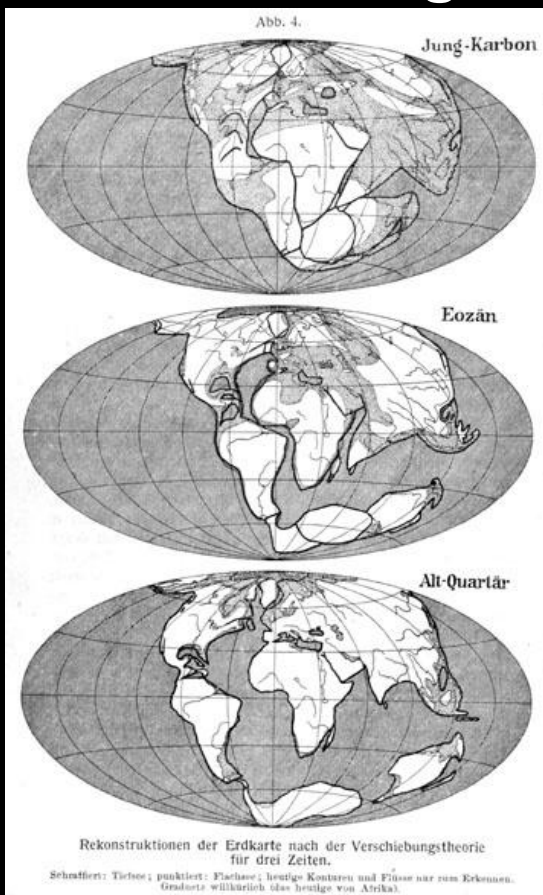 Abb. 4.
Jung-Karbon
Eozän
Alt-Quartär
Rekonstruktionen der Erdkarte nach der Verschiebungstheorie
für drei Zeiten.
Schraffiert: Tiefsee; punktiert: Flachsee; heutige Konturen und Flüsse nur zum Erkennen.
Gradnetz willkürlich (das heutige von Afrika).